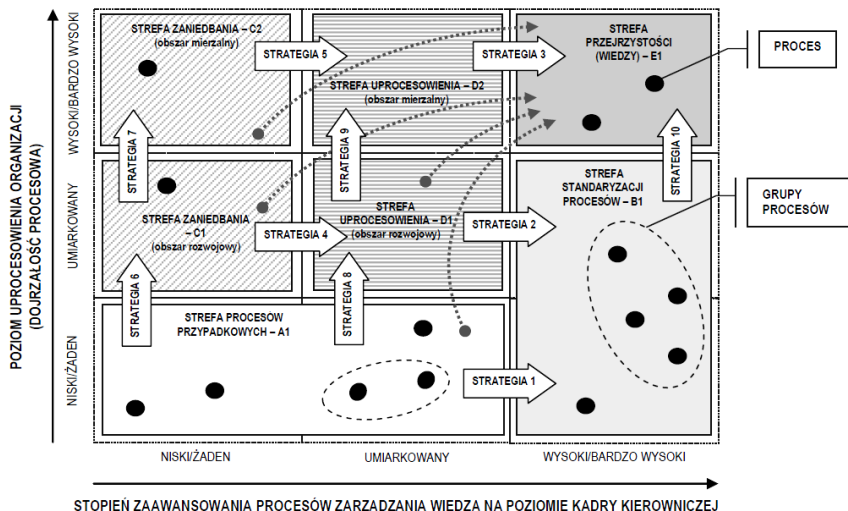 POZIOM UPROCESOWIENIA ORGANIZACJI
(DOJRZAŁOŚĆ PROCESOWA)
WYSOKI/BARDZO WYSOKI
UMIARKOWANY
NISKI/ŻADEN
STREFA ZANIEDBANIA – C2
(obszar mierzalny)
STRATEGIA 5
STREFA UPROCESOWIENIA – D2
(obszar mierzalny)
STRATEGIA 3
STREFA
PRZEJRZYSTOŚCI
(WIEDZY) – E1
PROCES
STRATEGIA 7
STRATEGIA 9
STRATEGIA 10
STREFA ZANIEDBANIA
– C1
(obszar rozwojowy)
STRATEGIA 4
STREFA
UPROCESOWIENIA – D1
(obszar rozwojowy)
STRATEGIA 2
STREFA
STANDARYZACJI
PROCESÓW – B1
GRUPY
PROCESÓW
STRATEGIA 6
STRATEGIA 8
STREFA PROCESÓW
PRZYPADKOWYCH – A1
STRATEGIA 1
NISKI/ŻADEN
UMIARKOWANY
WYSOKI/BARDZO WYSOKI
STOPIEŃ ZAAWANSOWANIA PROCESÓW ZARZĄDZANIA WIEDZĄ NA POZIOMIE KADRY KIEROWNICZEJ